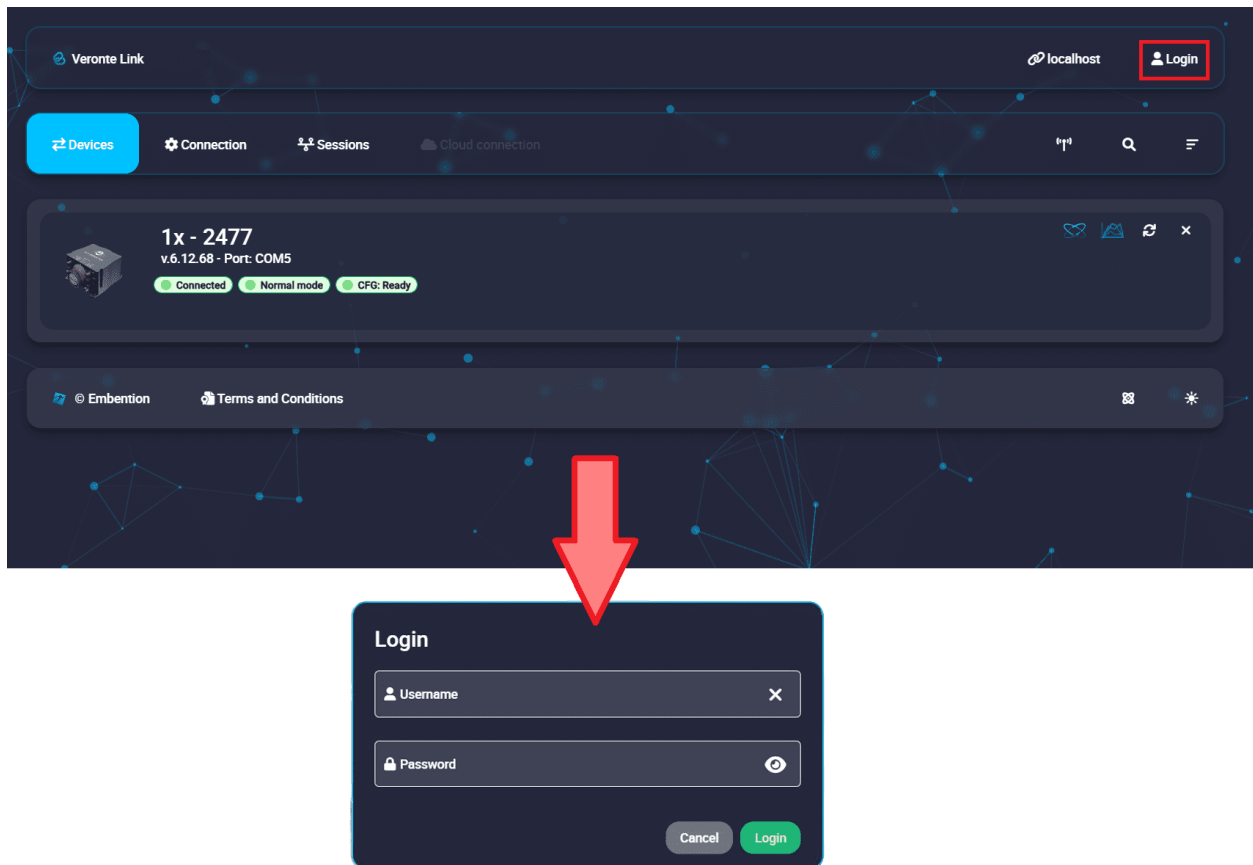 Veronte Link
localhost
Login
Devices
Connection
Sessions
Cloud connection
1x - 2477
v.6.12.68 - Port: COM5
Connected
Normal mode
CFG: Ready
© Embention
Terms and Conditions
Login
Username
Password
Cancel
Login